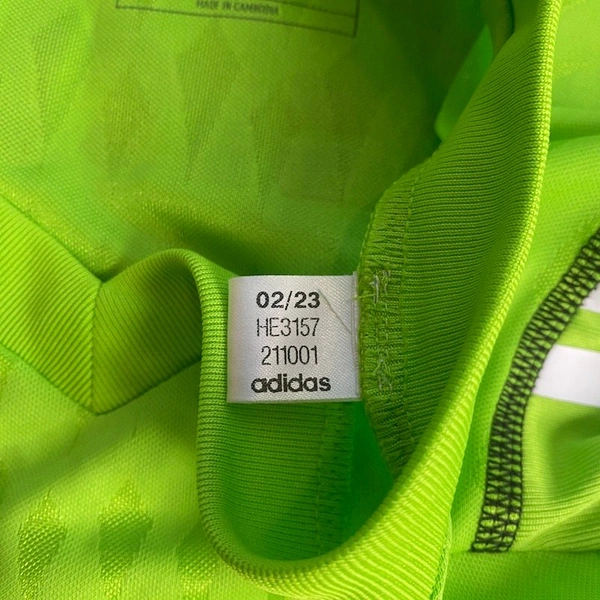 MADE IN CAMBODIA
02/23
HE3157
211001
adidas